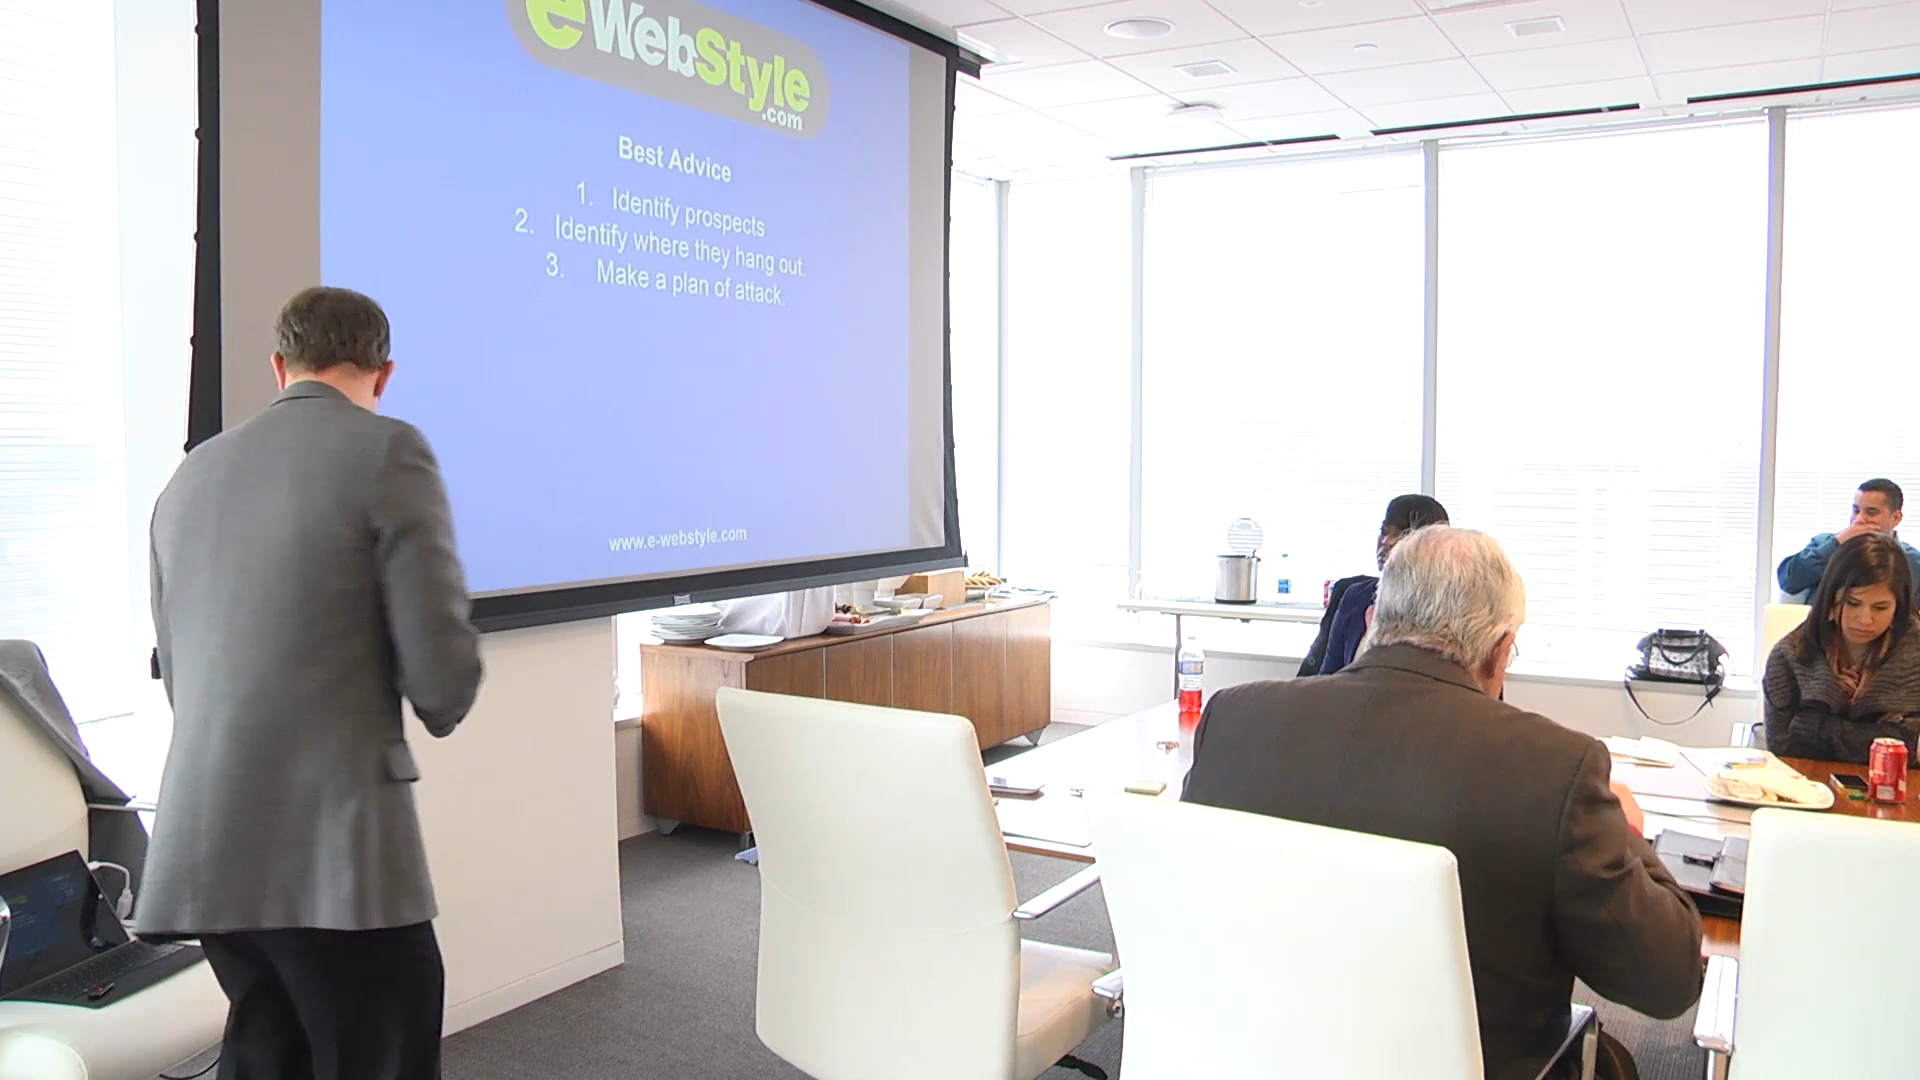 eWebStyle
.com
Best Advice
1. Identify prospects
2. Identify where they hang out.
3. Make a plan of attack.
www.e-webstyle.com